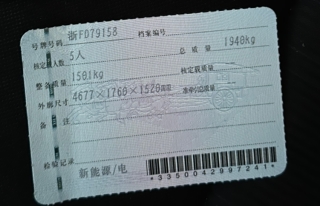 号牌号码 浙FD79158 档案编号
核定载人数 5人 总质量 1940kg
整备质量 1501kg 核定载质量
外廓尺寸 4677×1760×1520mm 准牵引总质量
备注
检验记录 新能源/电
*3350042997241*